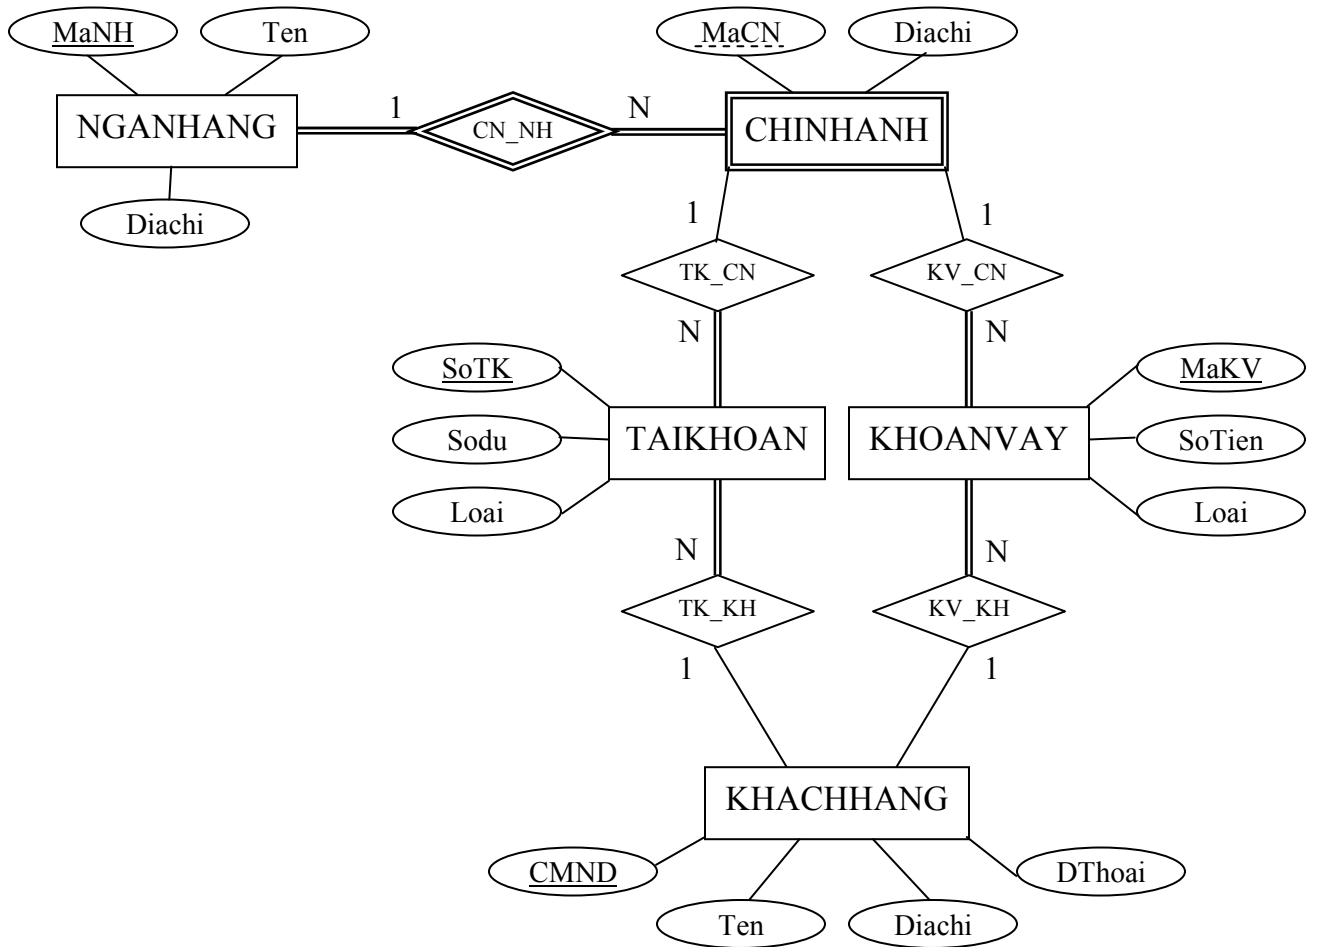 MaNH Ten MaCN Diachi
1 N
NGANHANG CN_NH CHINHANH
Diachi
1 1
TK_CN KV_CN
N N
SoTK MaKV
Sodu TAIKHOAN KHOANVAY SoTien
Loai Loai
N N
TK_KH KV_KH
1 1
KHACHHANG
CMND DThoai
Ten Diachi